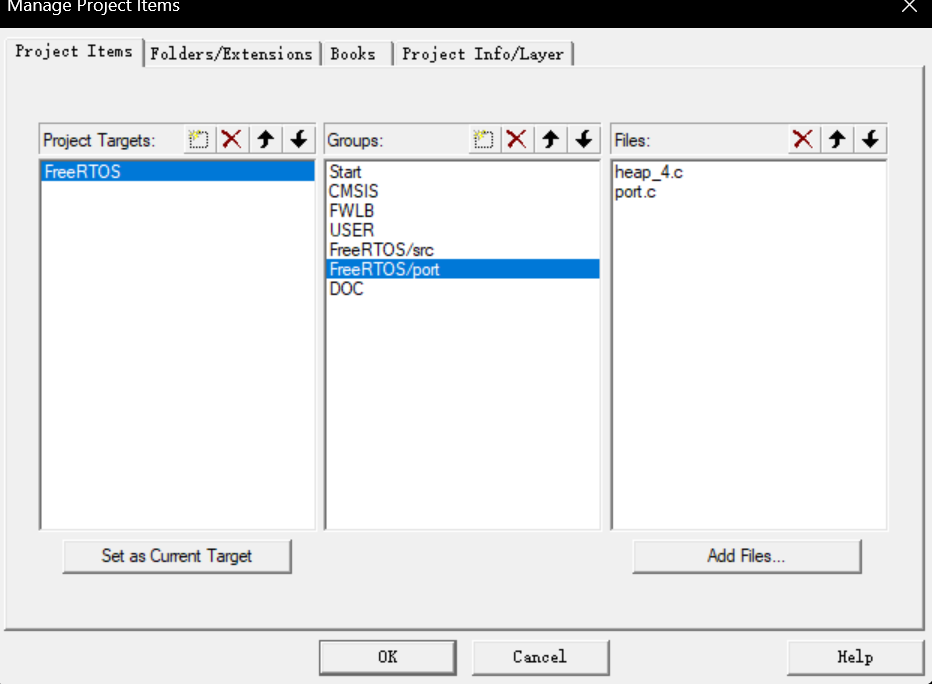 Manage Project Items
Project Items Folders/Extensions Books Project Info/Layer
Project Targets: Groups: Files:
FreeRTOS
Start
CMSIS
FWLB
USER
FreeRTOS/src
FreeRTOS/port
DOC
heap_4.c
port.c
Set as Current Target Add Files...
OK Cancel Help